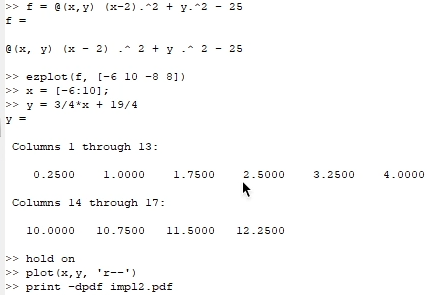 >> f = @(x,y) (x-2).^2 + y.^2 - 25
f =
@(x, y) (x - 2) .^ 2 + y .^ 2 - 25
>> ezplot(f, [-6 10 -8 8])
>> x = [-6:10];
>> y = 3/4*x + 19/4
y =
Columns 1 through 13:
0.2500 1.0000 1.7500 2.5000 3.2500 4.0000
Columns 14 through 17:
10.0000 10.7500 11.5000 12.2500
>> hold on
>> plot(x,y, 'r--')
>> print -dpdf impl2.pdf